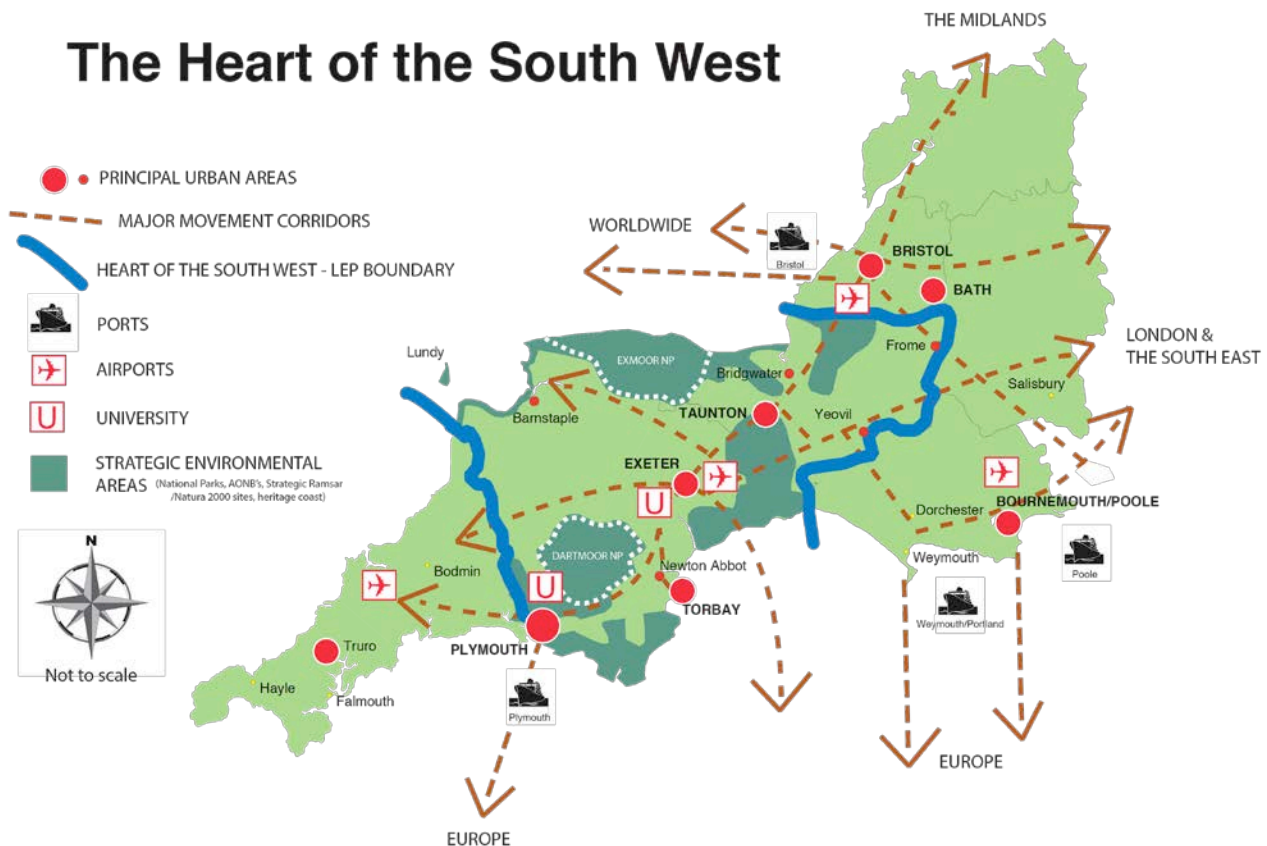 The Heart of the South West
PRINCIPAL URBAN AREAS
MAJOR MOVEMENT CORRIDORS
HEART OF THE SOUTH WEST - LEP BOUNDARY
PORTS
AIRPORTS
U
UNIVERSITY
STRATEGIC ENVIRONMENTAL
AREAS (National Parks, AONB's, Strategic Ramsar
/Natura 2000 sites, heritage coast)
N
Not to scale
THE MIDLANDS
WORLDWIDE
Bristol
BRISTOL
BATH
LONDON &
THE SOUTH EAST
Frome
Lundy
EXMOOR NP
Bridgwater
Salisbury
Barnstaple
TAUNTON
Yeovil
EXETER
U
BOURNEMOUTH/POOLE
Dorchester
DARTMOOR NP
Weymouth
Poole
Bodmin
U
Newton Abbot
TORBAY
Weymouth/Portland
PLYMOUTH
Truro
Hayle
Falmouth
Plymouth
EUROPE
EUROPE